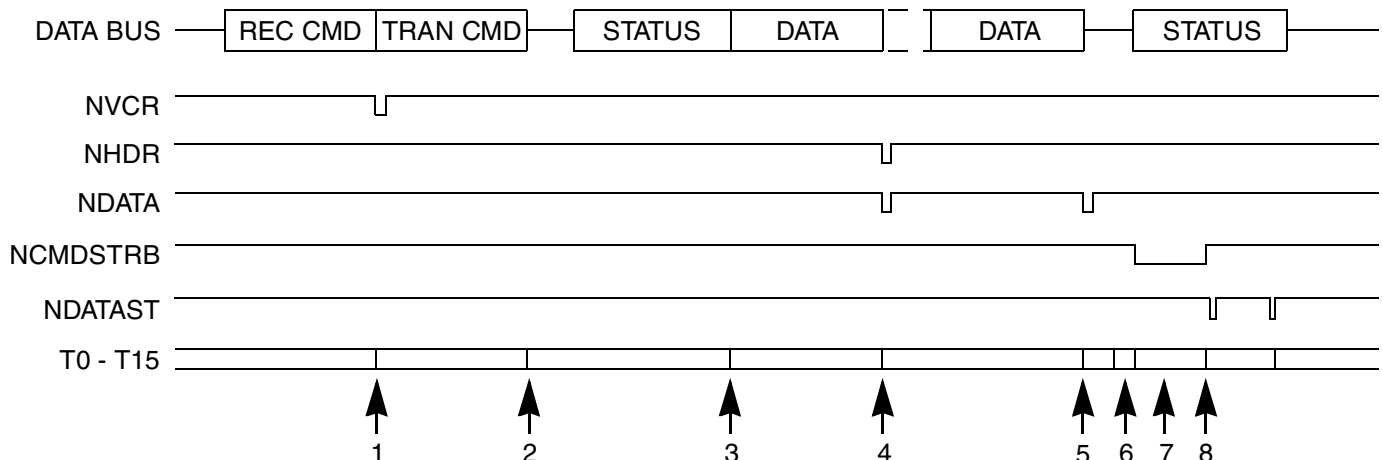 DATA BUS REC CMD TRAN CMD STATUS DATA DATA STATUS
NVCR
NHDR
NDATA
NCMDSTRB
NDATAST
T0 - T15
1 2 3 4 5 6 7 8